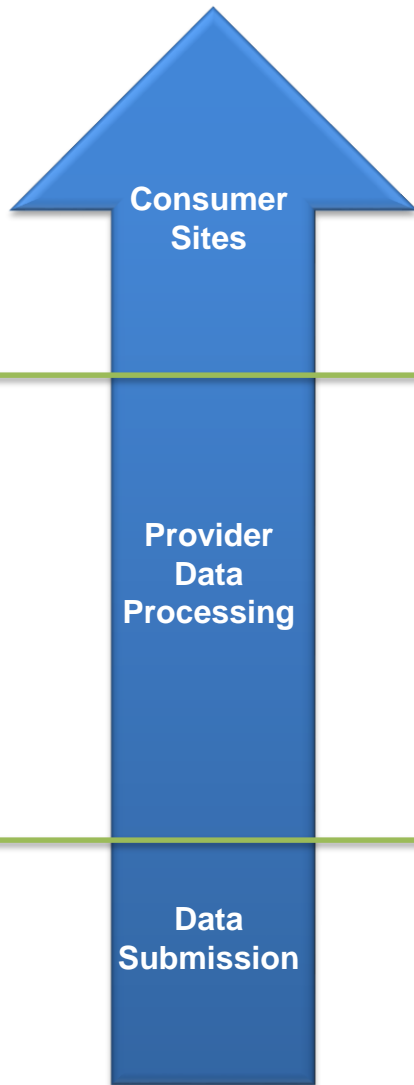 Consumer
Sites
Provider
Data
Processing
Data
Submission